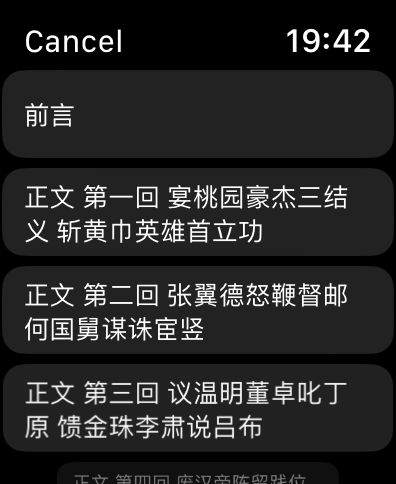 Cancel 19:42
前言
正文 第一回 宴桃园豪杰三结
义 斩黄巾英雄首立功
正文 第二回 张翼德怒鞭督邮
何国舅谋诛宦竖
正文 第三回 议温明董卓叱丁
原 馈金珠李肃说吕布
正文 第四回 废汉帝陈留践位